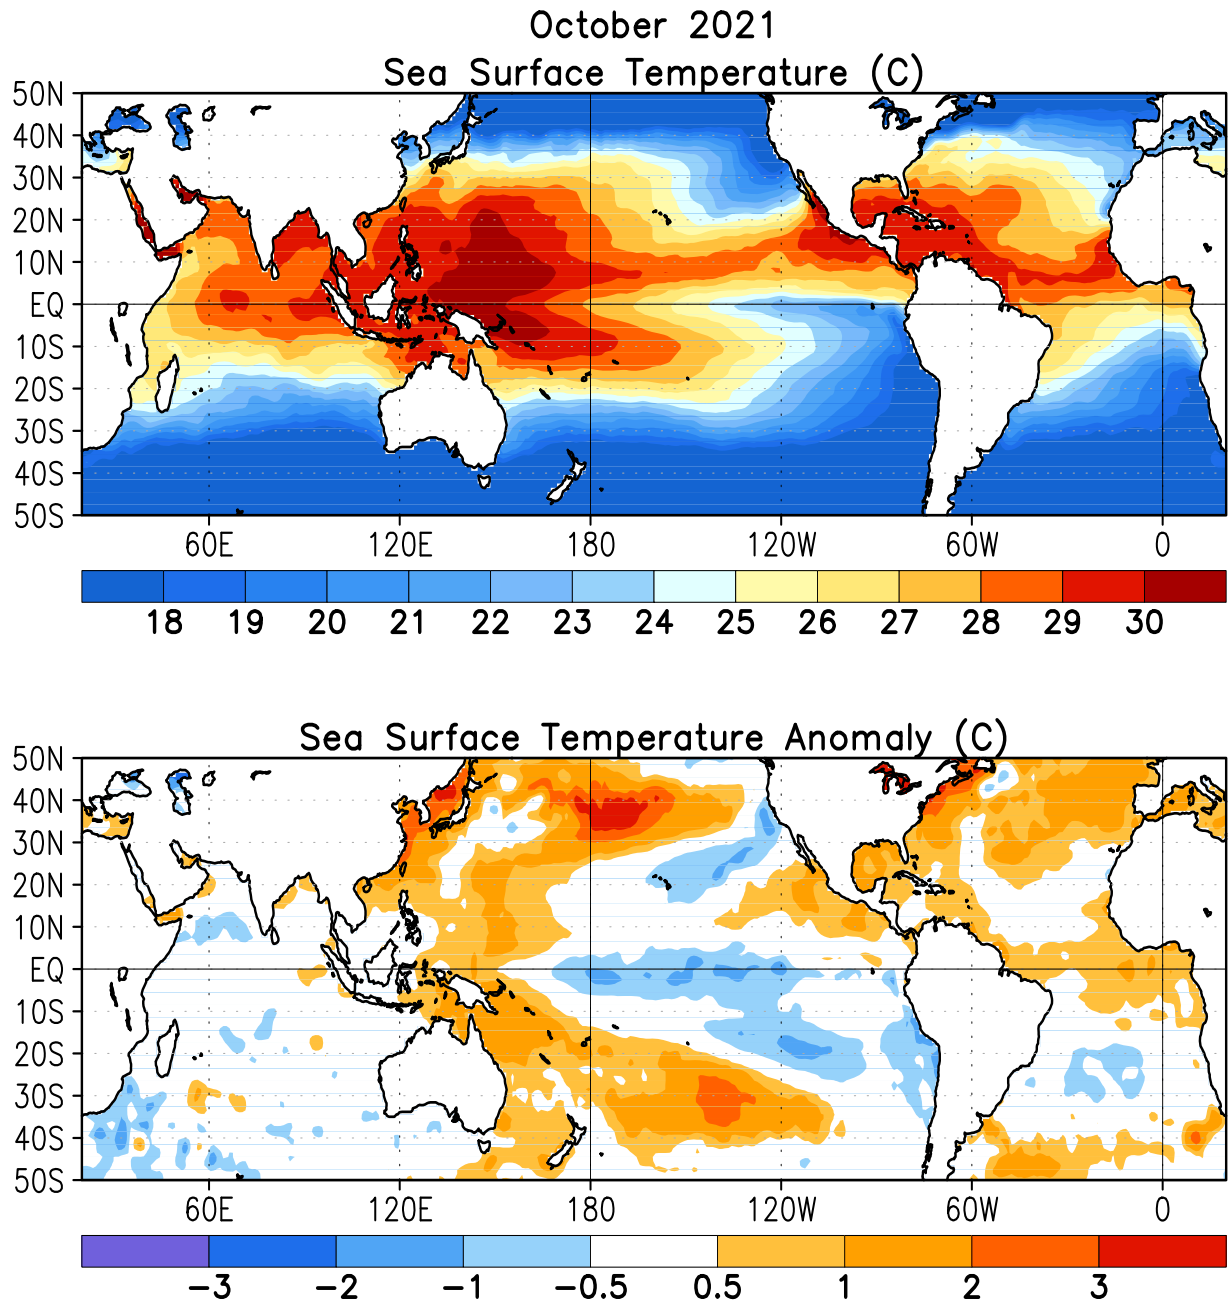 October 2021
Sea Surface Temperature (C)
50N
40N
30N
20N
10N
EQ
10S
20S
30S
40S
50S
60E 120E 180 120W 60W 0
18 19 20 21 22 23 24 25 26 27 28 29 30
Sea Surface Temperature Anomaly (C)
50N
40N
30N
20N
10N
EQ
10S
20S
30S
40S
50S
60E 120E 180 120W 60W 0
−3 −2 −1 −0.5 0.5 1 2 3